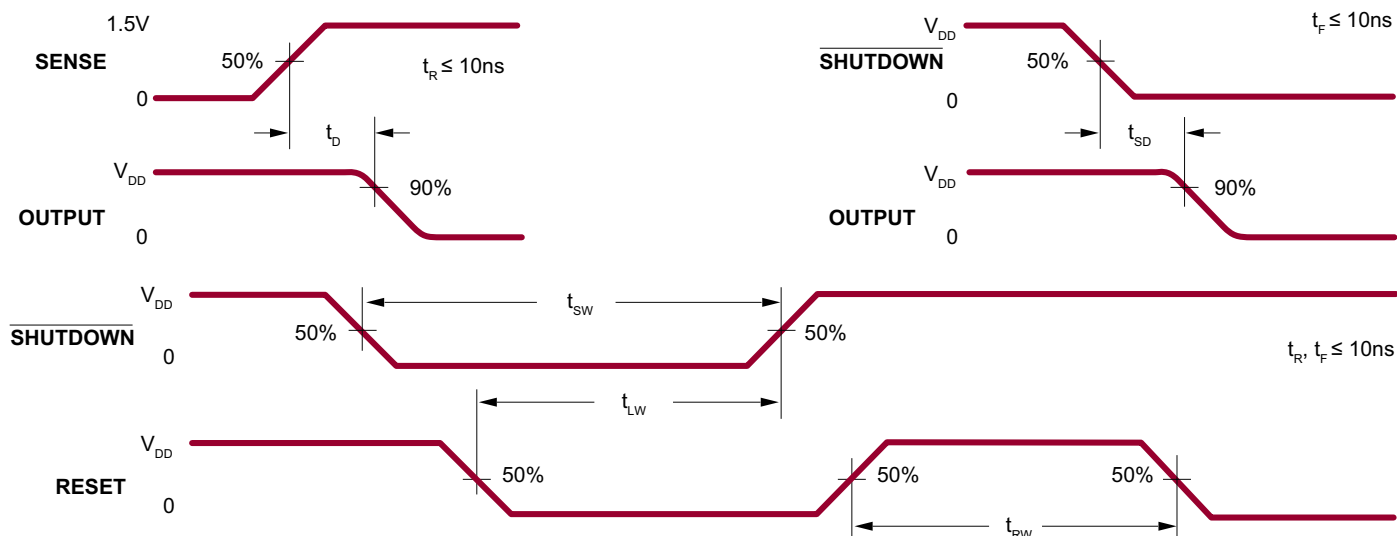 1.5V
SENSE
50%
t_R ≤ 10ns
0
t_D
V_DD
90%
OUTPUT
0
V_DD
t_F ≤ 10ns
SHUTDOWN
50%
0
t_SD
V_DD
90%
OUTPUT
0
V_DD
t_SW
50%
50%
SHUTDOWN
0
t_R, t_F ≤ 10ns
t_LW
V_DD
50%
50%
50%
RESET
0
t_RW